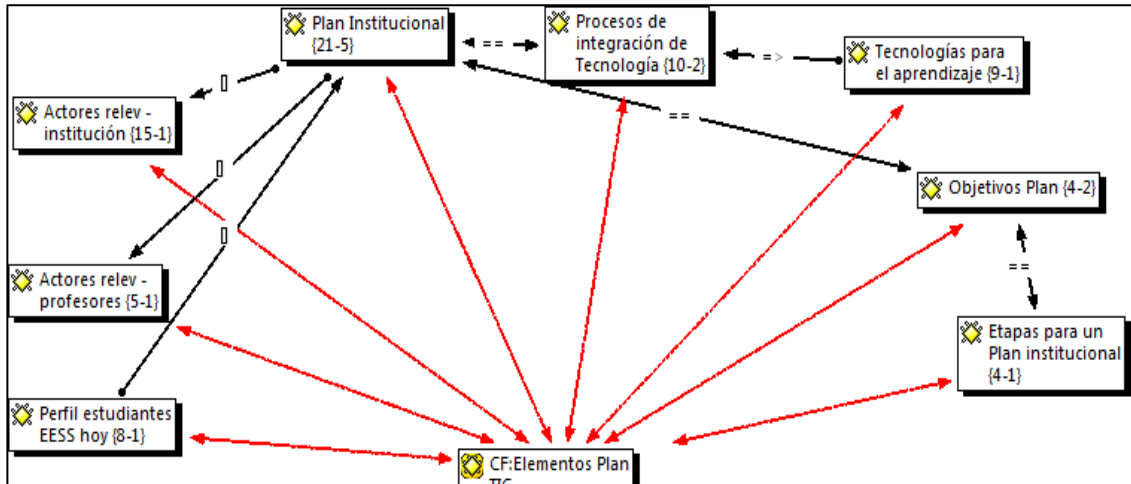 Plan Institucional
{21-5}
Procesos de
integración de
Tecnología {10-2}
Tecnologías para
el aprendizaje {9-1}
==
=>
Actores relev -
institución {15-1}
[]
==
[]
Objetivos Plan {4-2}
[]
Actores relev -
profesores {5-1}
==
Etapas para un
Plan institucional
{4-1}
Perfil estudiantes
EESS hoy {8-1}
CF:Elementos Plan
TIC